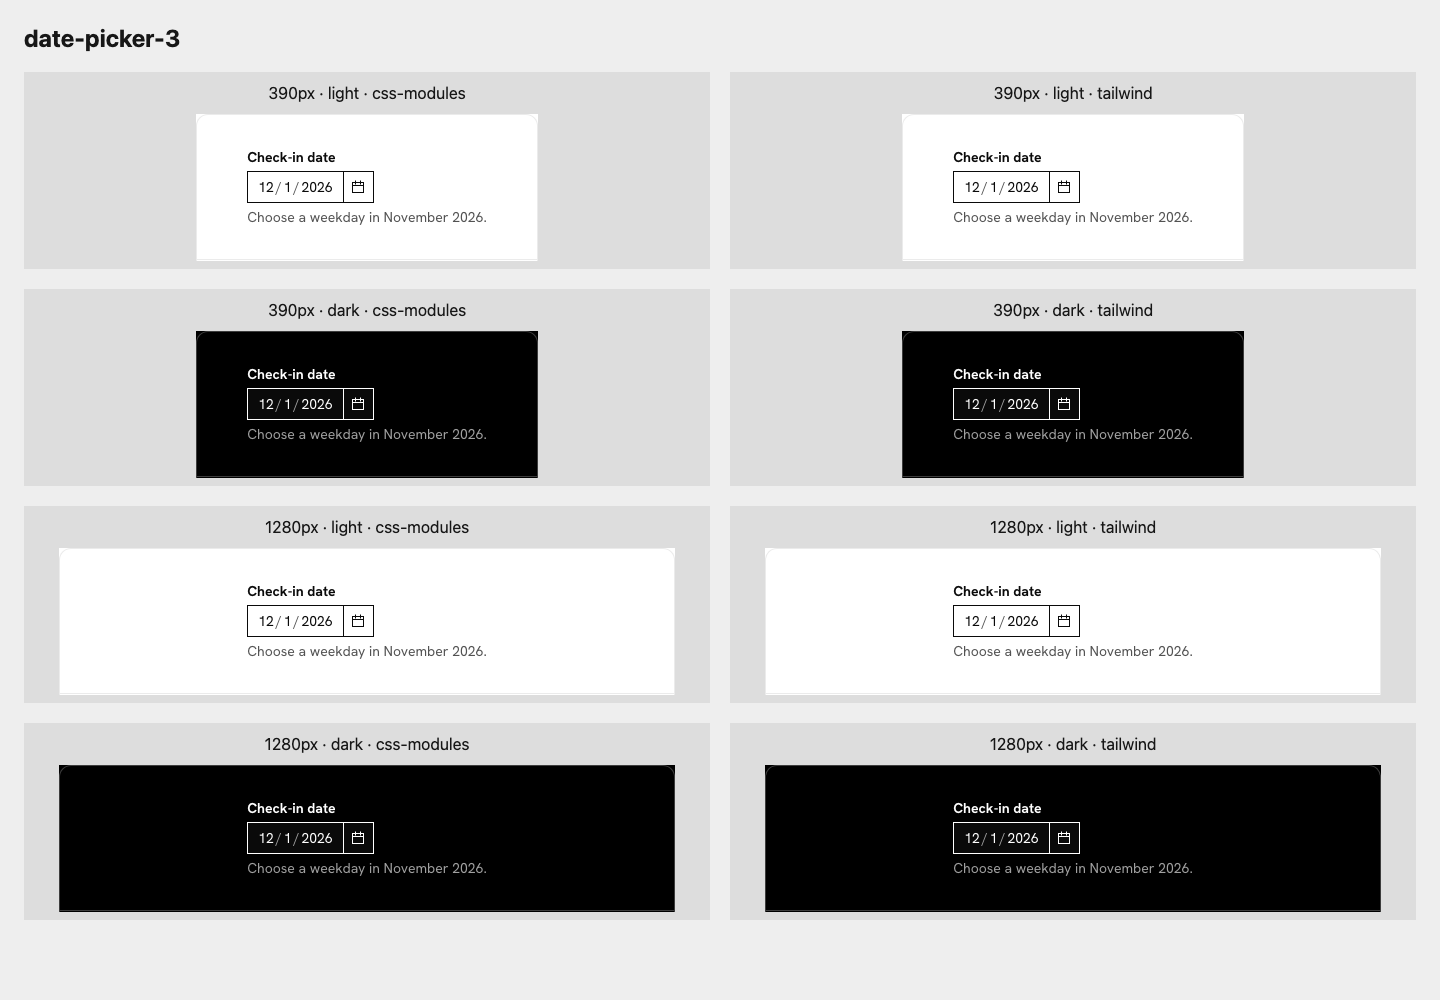 date-picker-3
390px · light · css-modules
Check-in date
12/1/2026
Choose a weekday in November 2026.
390px · light · tailwind
Check-in date
12/1/2026
Choose a weekday in November 2026.
390px · dark · css-modules
Check-in date
12/1/2026
Choose a weekday in November 2026.
390px · dark · tailwind
Check-in date
12/1/2026
Choose a weekday in November 2026.
1280px · light · css-modules
Check-in date
12/1/2026
Choose a weekday in November 2026.
1280px · light · tailwind
Check-in date
12/1/2026
Choose a weekday in November 2026.
1280px · dark · css-modules
Check-in date
12/1/2026
Choose a weekday in November 2026.
1280px · dark · tailwind
Check-in date
12/1/2026
Choose a weekday in November 2026.